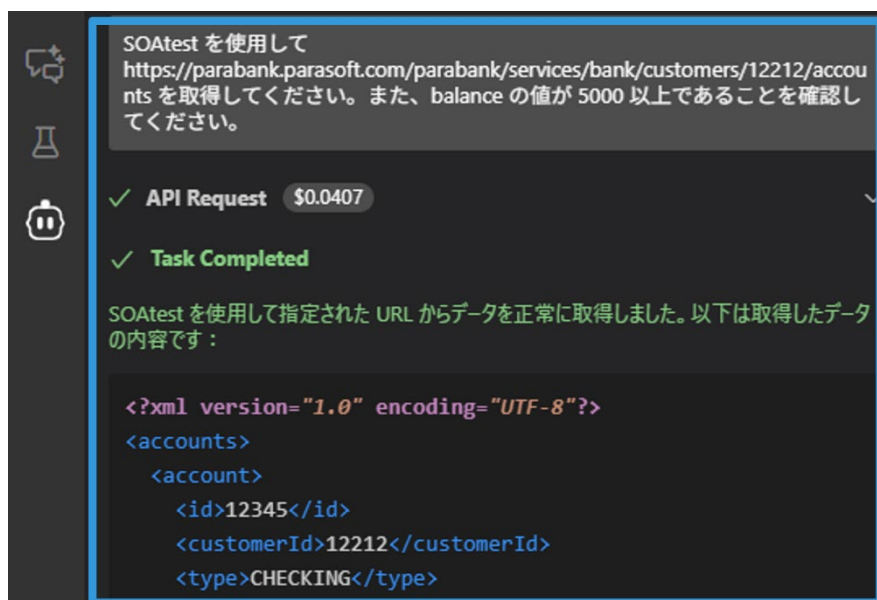 SOAtest を使用して
https://parabank.parasoft.com/parabank/services/bank/customers/12212/accou
nts を取得してください。また、balance の値が 5000 以上であることを確認し
てください。
API Request $0.0407
Task Completed
SOAtest を使用して指定された URL からデータを正常に取得しました。以下は取得したデータ
の内容です：
<?xml version="1.0" encoding="UTF-8"?>
<accounts>
<account>
<id>12345</id>
<customerId>12212</customerId>
<type>CHECKING</type>